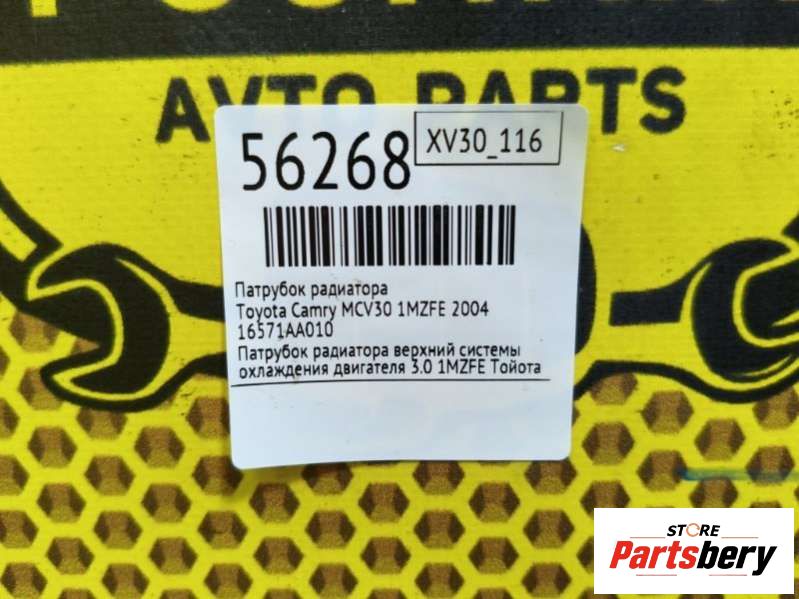 AVTO PARTS
56268
XV30_116
Патрубок радиатора
Toyota Camry MCV30 1MZFE 2004
16571AA010
Патрубок радиатора верхний системы
охлаждения двигателя 3.0 1MZFE Тойота
STORE
Partsbery